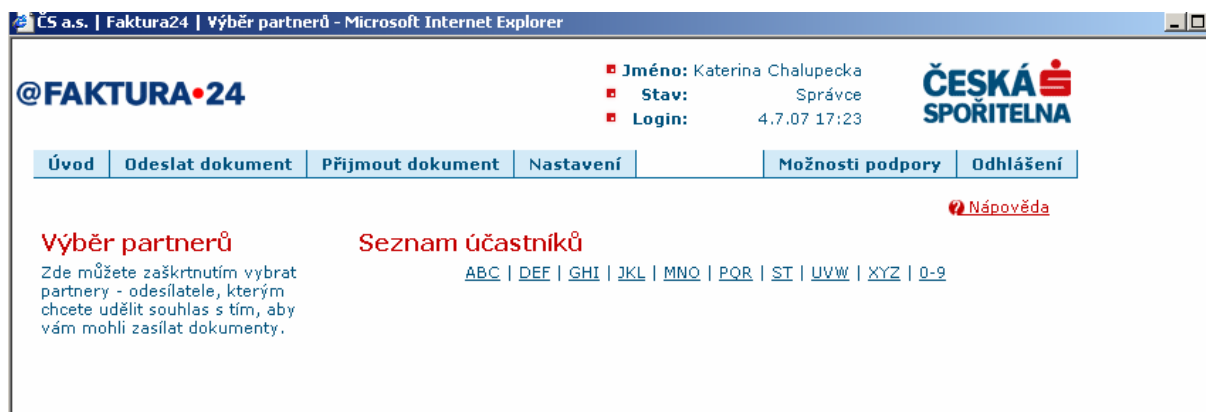 ČS a.s. | Faktura24 | Výběr partnerů - Microsoft Internet Explorer
@FAKTURA•24
Jméno: Katerina Chalupecka
Stav: Správce
Login: 4.7.07 17:23
ČESKÁ
SPOŘITELNA
Úvod Odeslat dokument Přijmout dokument Nastavení Možnosti podpory Odhlášení
Nápověda
Výběr partnerů
Zde můžete zaškrtnutím vybrat
partnery - odesílatele, kterým
chcete udělit souhlas s tím, aby
vám mohli zasílat dokumenty.
Seznam účastníků
ABC | DEF | GHI | JKL | MNO | PQR | ST | UVW | XYZ | 0-9